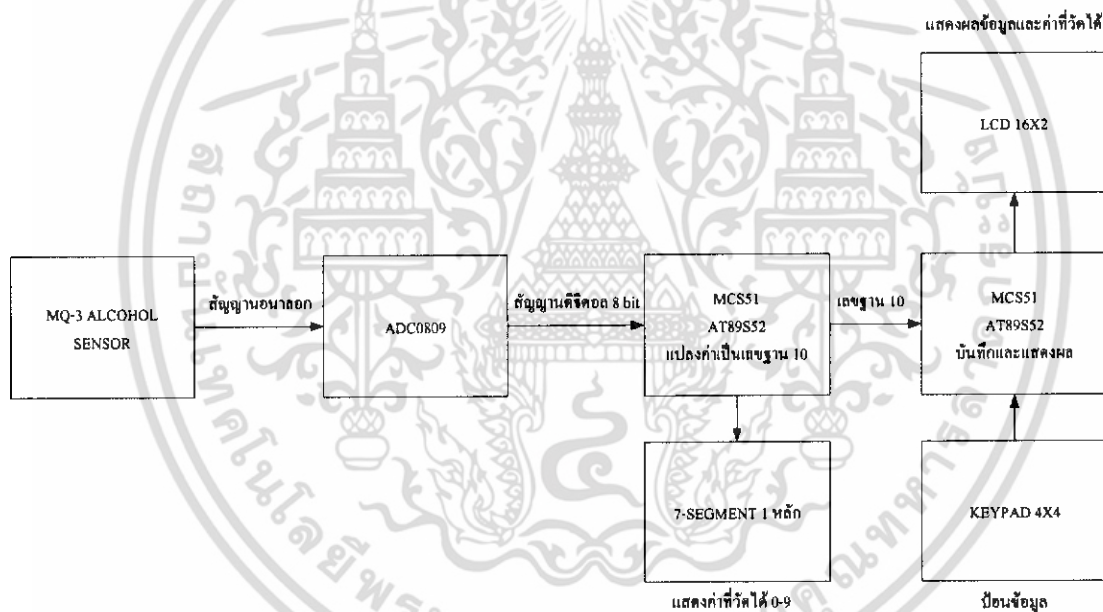 แสดงผลข้อมูลและค่าที่วัดได้
LCD 16X2
MQ-3 ALCOHOL
SENSOR
สัญญานอนาลอก
ADC0809
สัญญานดิจิตอล 8 bit
MCS51
AT89S52
แปลงค่าเป็นเลขฐาน 10
เลขฐาน 10
MCS51
AT89S52
บันทึกและแสดงผล
7-SEGMENT 1 หลัก
แสดงค่าที่วัดได้ 0-9
KEYPAD 4X4
ป้อนข้อมูล